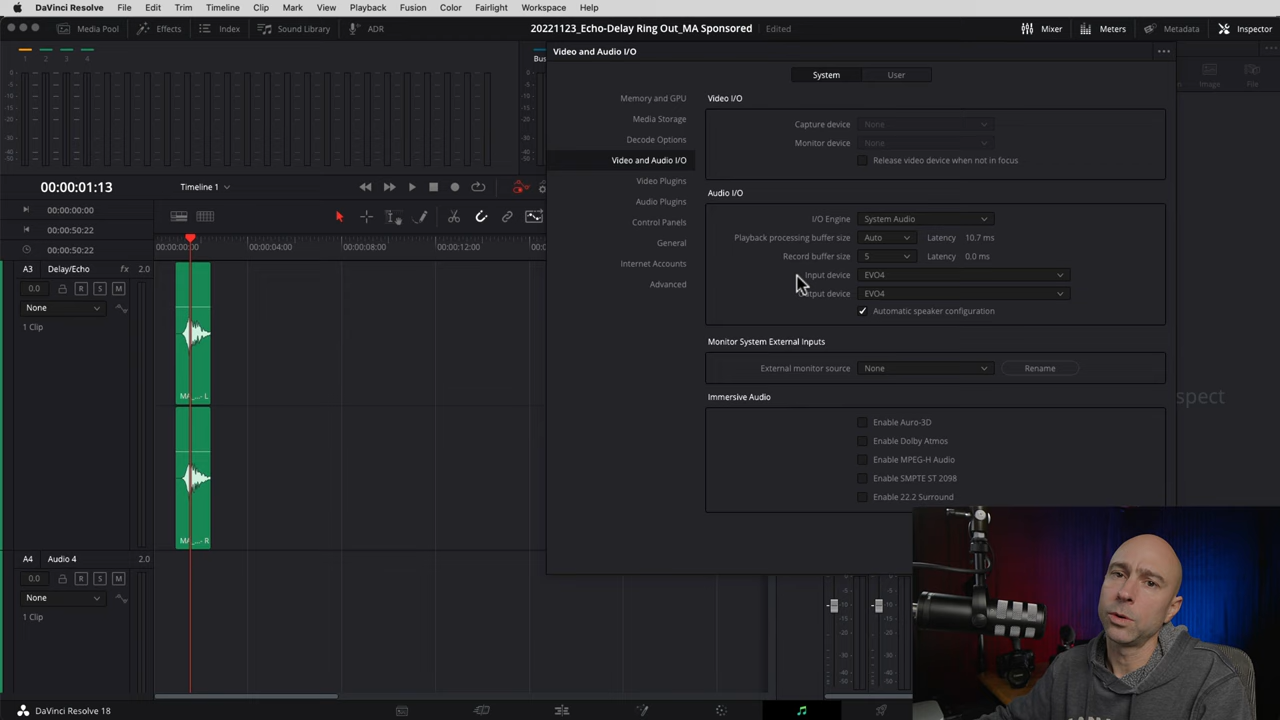 DaVinci Resolve File Edit Trim Timeline Clip Mark View Playback Fusion Color Fairlight Workspace Help
Media Pool Effects Index Sound Library ADR 20221123_Echo-Delay Ring Out_MA Sponsored Edited Mixer Meters Metadata Inspector
1 2 3 4
Video and Audio I/O
System User
Memory and GPU
Media Storage
Decode Options
Video and Audio I/O
Video Plugins
Audio Plugins
Control Panels
General
Internet Accounts
Advanced
Video I/O
Capture device None
Monitor device None
Release video device when not in focus
Audio I/O
I/O Engine System Audio
Playback processing buffer size Auto Latency 10.7 ms
Record buffer size 5 Latency 0.0 ms
Input device EVO4
Output device EVO4
Automatic speaker configuration
Monitor System External Inputs
External monitor source None Rename
Immersive Audio
Enable Auro-3D
Enable Dolby Atmos
Enable MPEG-H Audio
Enable SMPTE ST 2098
Enable 22.2 Surround
Image File
00:00:01:13 Timeline 1
00:00:00:00
00:00:50:22
00:00:50:22
00:00:00:00 00:00:04:00 00:00:08:00 00:00:12:00
A3 Delay/Echo fx 2.0
0.0 R S M
None
1 Clip
MA_...- L
MA_...- R
A4 Audio 4 2.0
0.0 R S M
None
1 Clip
DaVinci Resolve 18